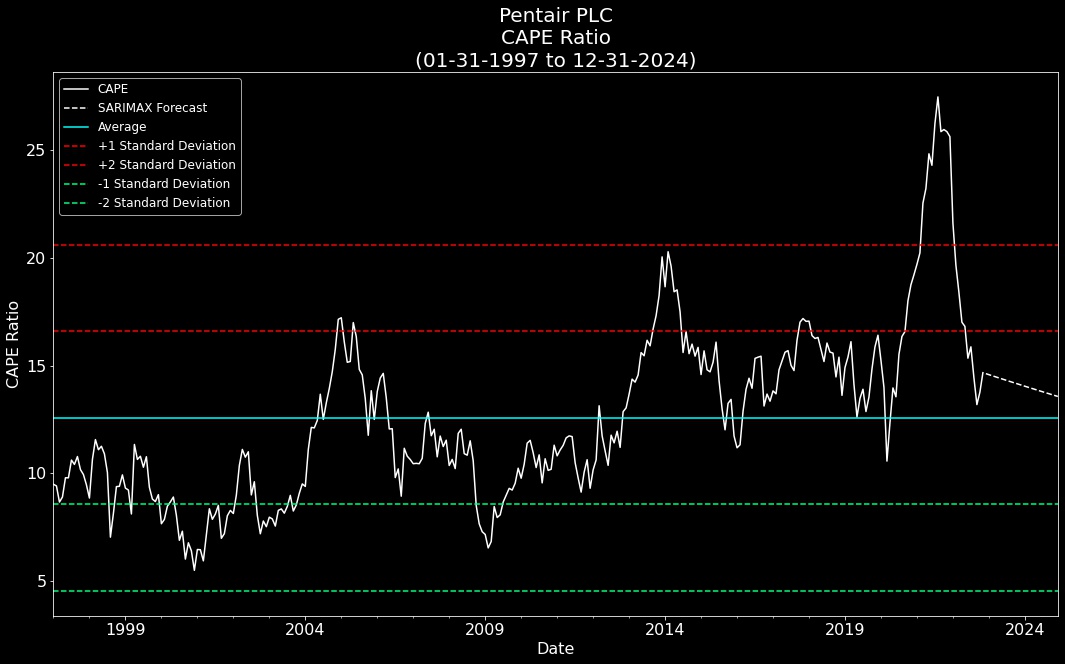 Pentair PLC
CAPE Ratio
(01-31-1997 to 12-31-2024)
CAPE
SARIMAX Forecast
Average
+1 Standard Deviation
+2 Standard Deviation
-1 Standard Deviation
-2 Standard Deviation
25
20
15
10
5
CAPE Ratio
1999
2004
2009
2014
2019
2024
Date